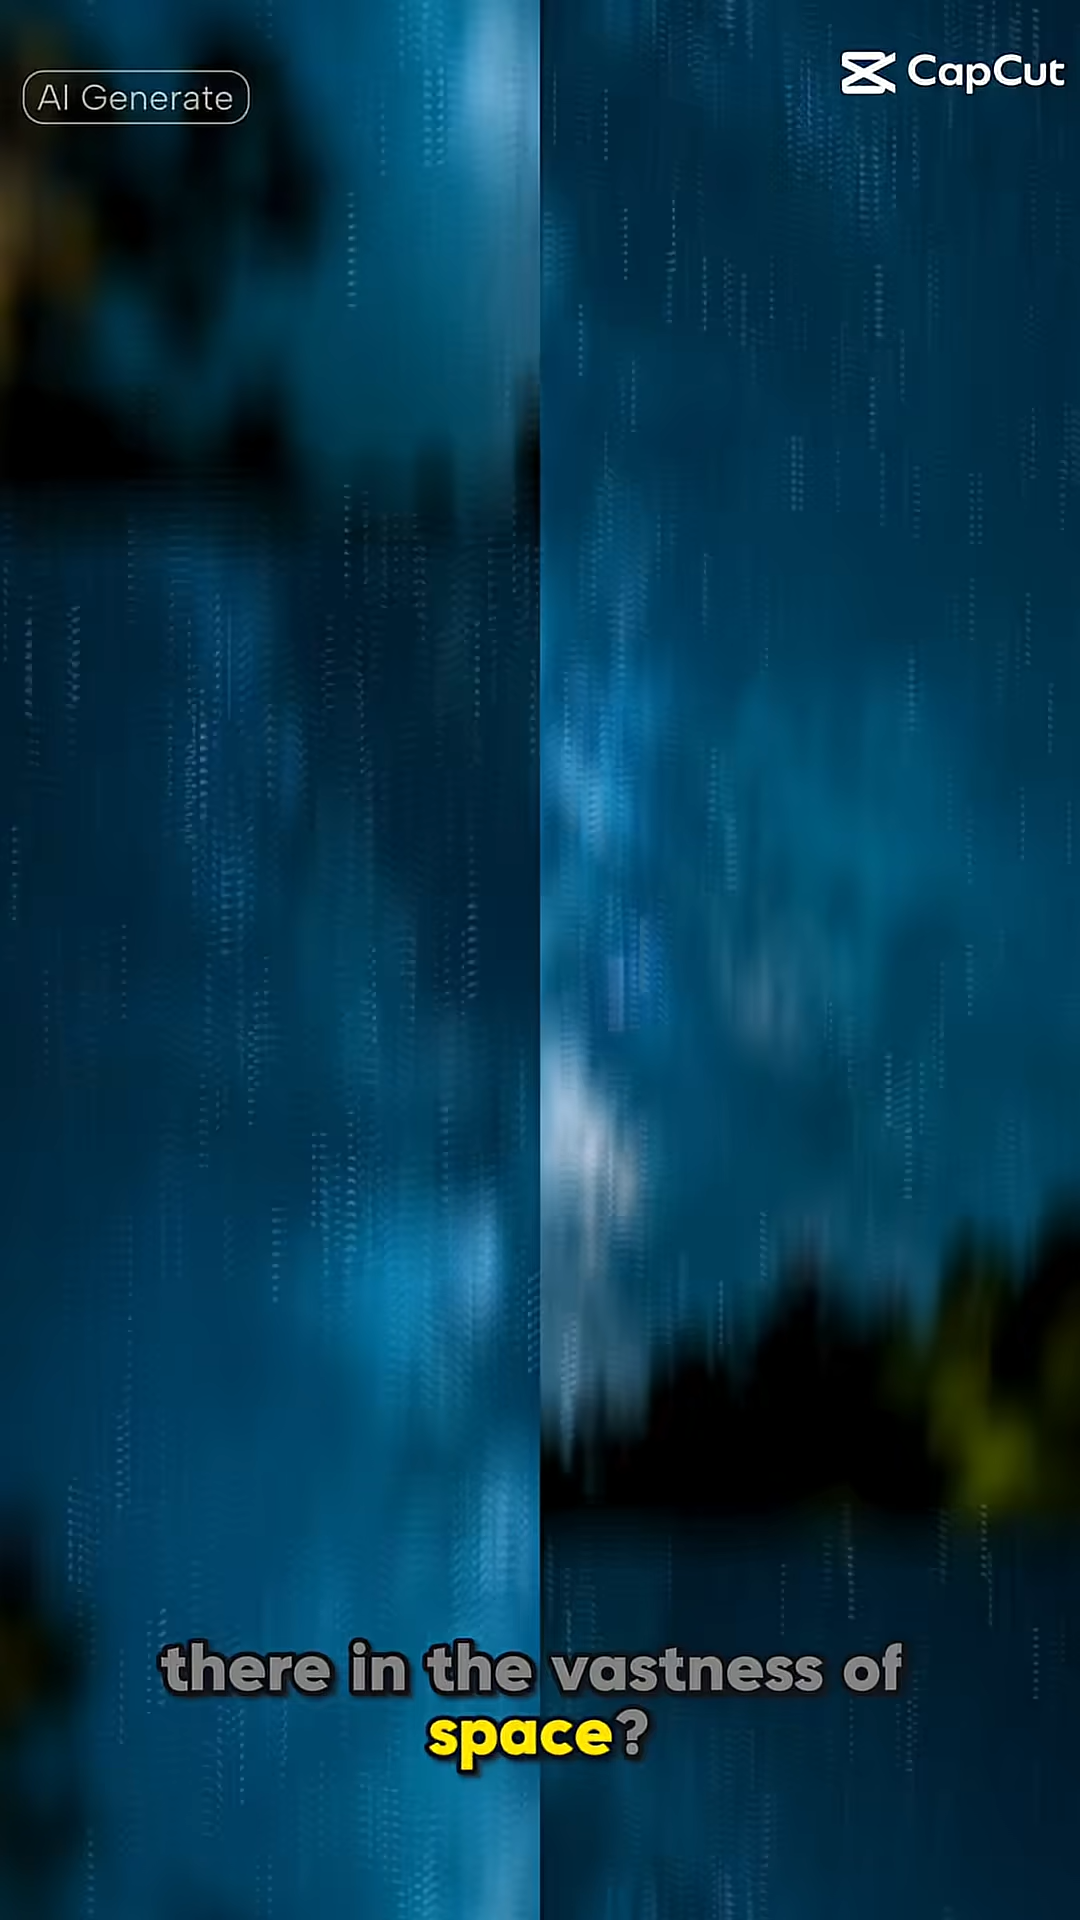 AI Generate
CapCut
there in the vastness of
space?